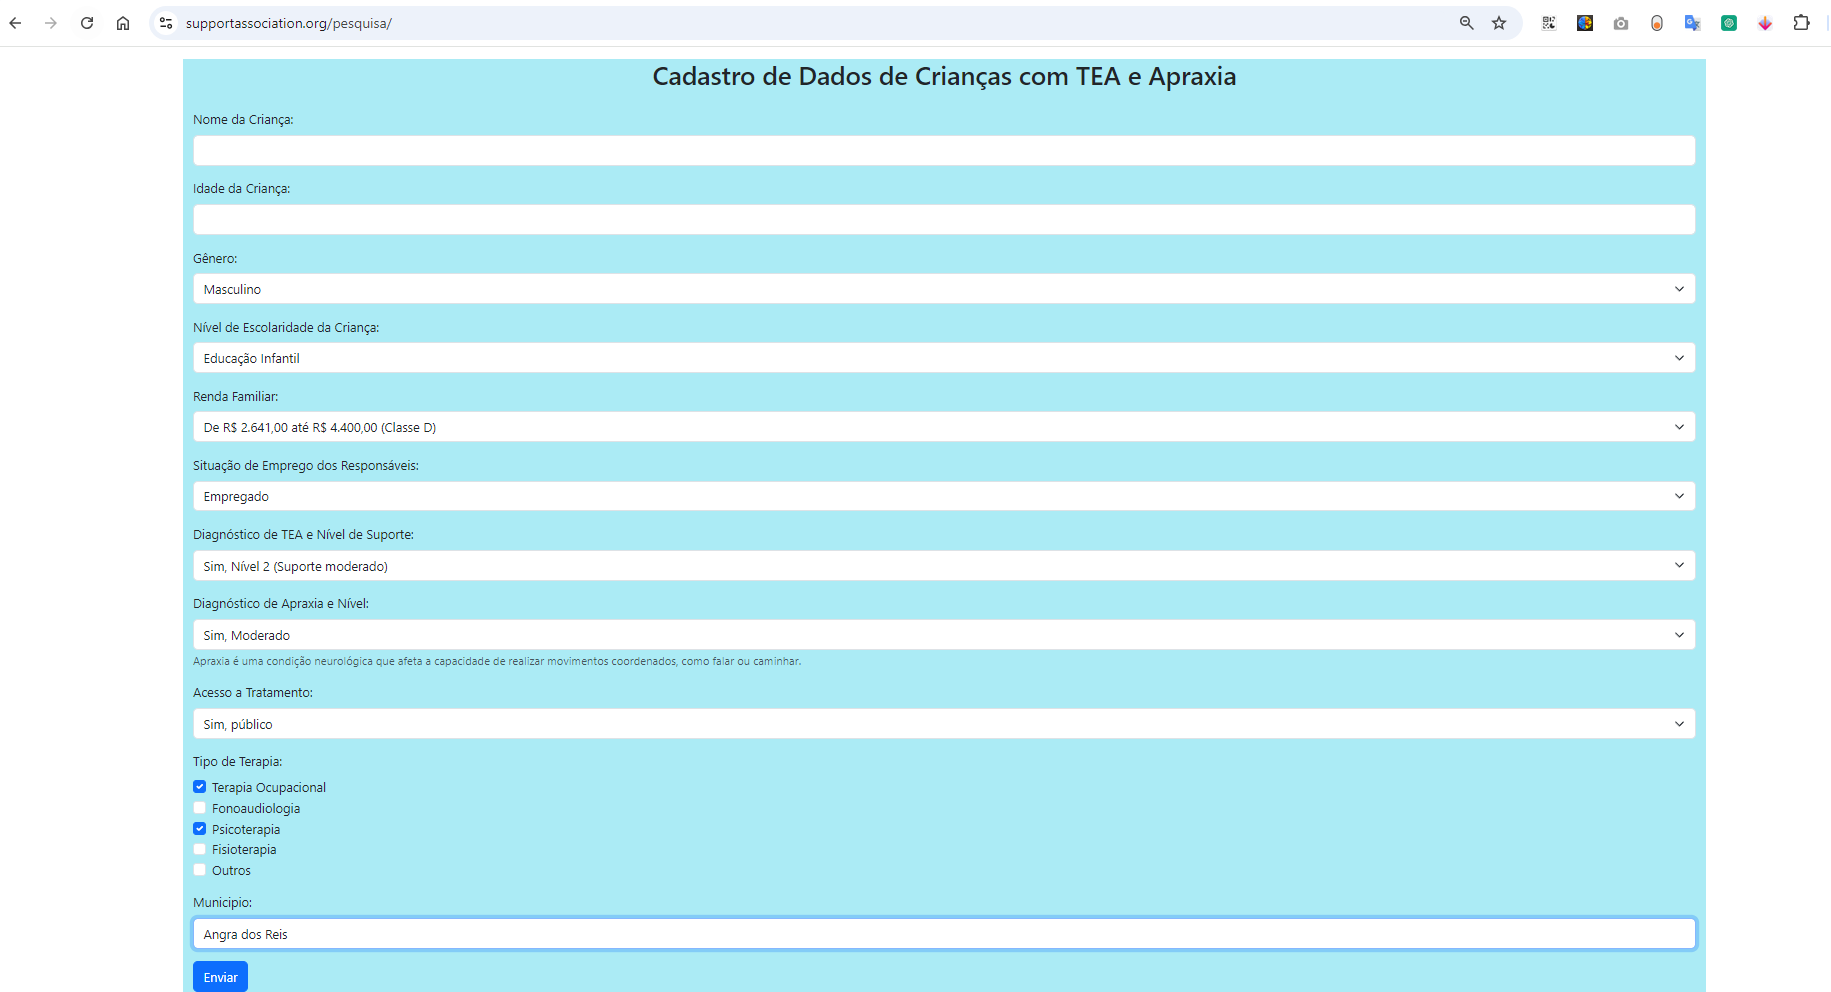 supportassociation.org/pesquisa/
Cadastro de Dados de Crianças com TEA e Apraxia
Nome da Criança:
Idade da Criança:
Gênero:
Masculino
Nível de Escolaridade da Criança:
Educação Infantil
Renda Familiar:
De R$ 2.641,00 até R$ 4.400,00 (Classe D)
Situação de Emprego dos Responsáveis:
Empregado
Diagnóstico de TEA e Nível de Suporte:
Sim, Nível 2 (Suporte moderado)
Diagnóstico de Apraxia e Nível:
Sim, Moderado
Apraxia é uma condição neurológica que afeta a capacidade de realizar movimentos coordenados, como falar ou caminhar.
Acesso a Tratamento:
Sim, público
Tipo de Terapia:
Terapia Ocupacional
Fonoaudiologia
Psicoterapia
Fisioterapia
Outros
Municipio:
Angra dos Reis
Enviar